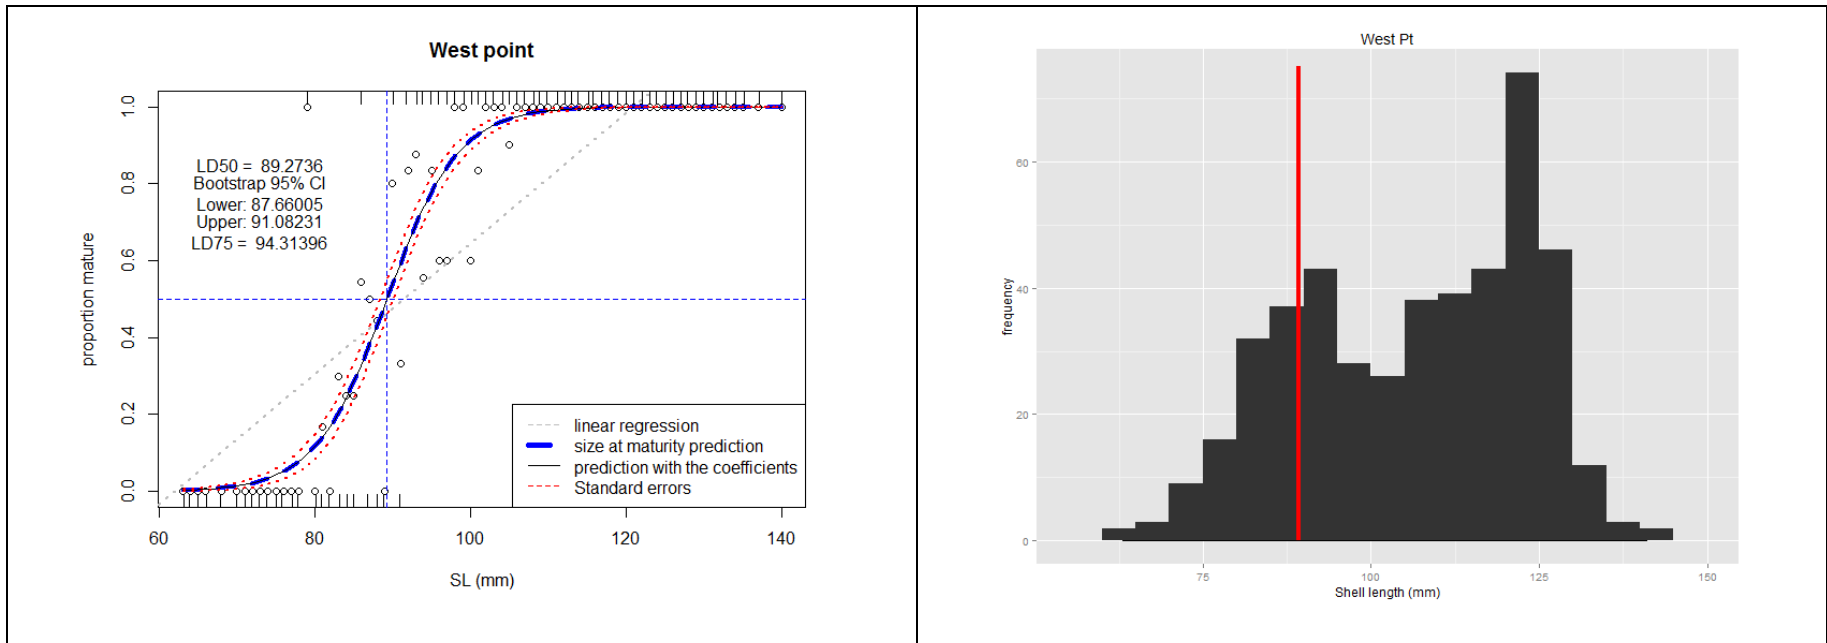 West point
1.0
0.8
0.6
0.4
0.2
0.0
proportion mature
LD50 = 89.2736
Bootstrap 95% CI
Lower: 87.66005
Upper: 91.08231
LD75 = 94.31396
linear regression
size at maturity prediction
prediction with the coefficients
Standard errors
60 80 100 120 140
SL (mm)
West Pt
60
40
20
0
frequency
75 100 125 150
Shell length (mm)